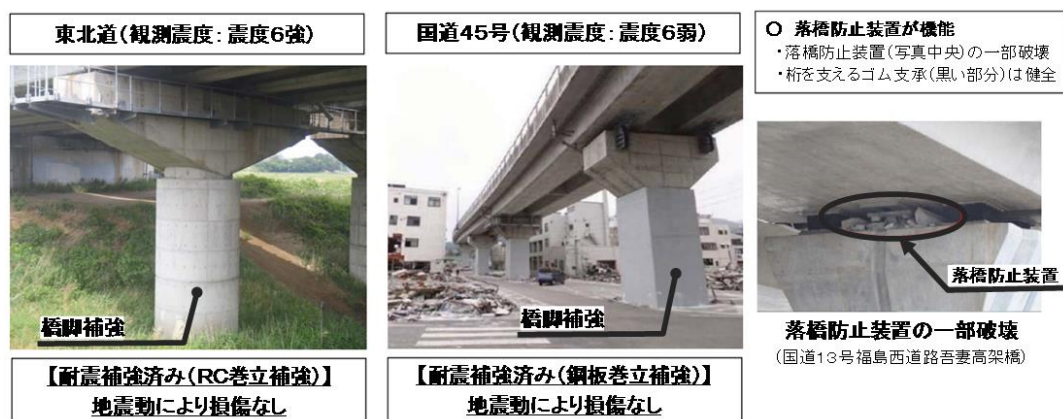 東北道(観測震度: 震度6強)
橋脚補強
【耐震補強済み(RC巻立補強)】
地震動により損傷なし
国道45号(観測震度: 震度6弱)
橋脚補強
【耐震補強済み(鋼板巻立補強)】
地震動により損傷なし
○ 落橋防止装置が機能
・落橋防止装置(写真中央)の一部破壊
・桁を支えるゴム支承(黒い部分)は健全
落橋防止装置
落橋防止装置の一部破壊
(国道13号福島西道路吾妻高架橋)